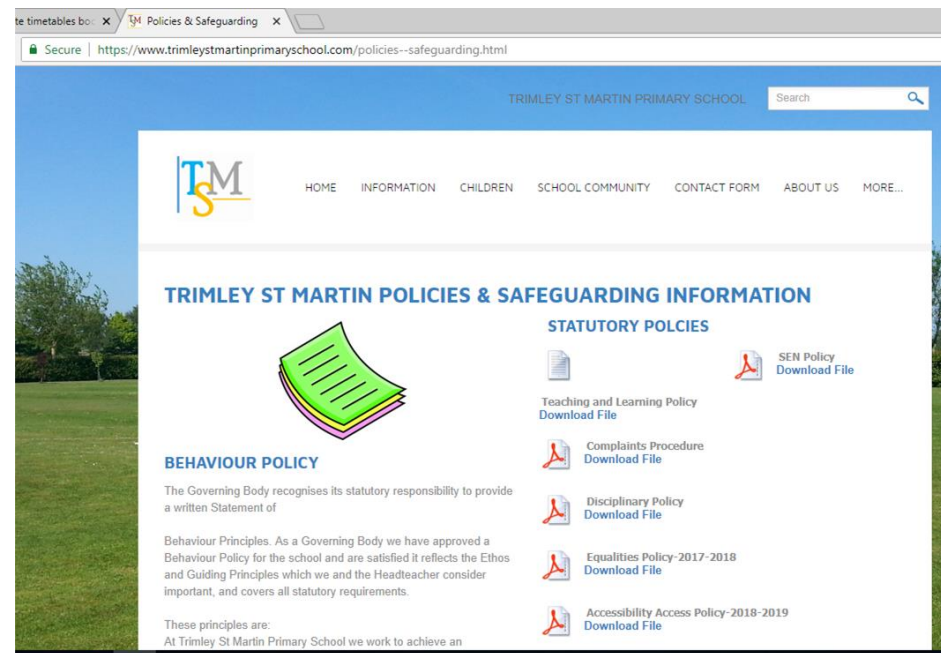 te timetables boo
Policies & Safeguarding
Secure | https://www.trimleystmartinprimaryschool.com/policies--safeguarding.html
TRIMLEY ST MARTIN PRIMARY SCHOOL
Search
TSM
HOME INFORMATION CHILDREN SCHOOL COMMUNITY CONTACT FORM ABOUT US MORE...
TRIMLEY ST MARTIN POLICIES & SAFEGUARDING INFORMATION
BEHAVIOUR POLICY
The Governing Body recognises its statutory responsibility to provide
a written Statement of
Behaviour Principles. As a Governing Body we have approved a
Behaviour Policy for the school and are satisfied it reflects the Ethos
and Guiding Principles which we and the Headteacher consider
important, and covers all statutory requirements.
These principles are:
At Trimley St Martin Primary School we work to achieve an
STATUTORY POLCIES
SEN Policy
Download File
Teaching and Learning Policy
Download File
Complaints Procedure
Download File
Disciplinary Policy
Download File
Equalities Policy-2017-2018
Download File
Accessibility Access Policy-2018-2019
Download File